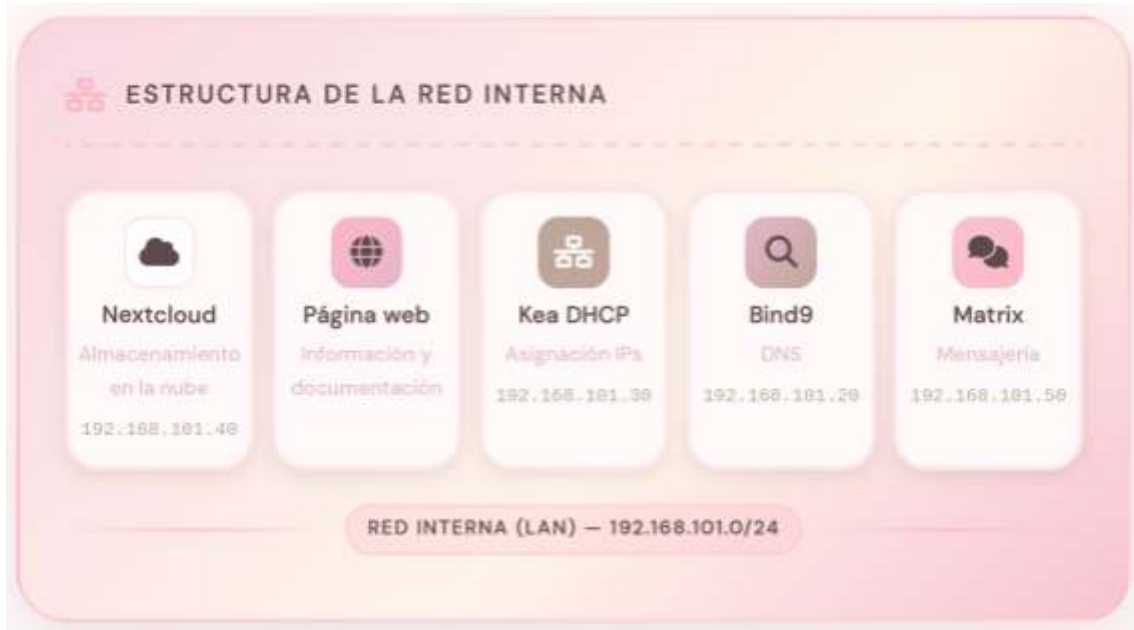 ESTRUCTURA DE LA RED INTERNA
Nextcloud
Almacenamiento
en la nube
192.168.101.40
Página web
Información y
documentación
Kea DHCP
Asignación IPs
192.168.101.30
Bind9
DNS
192.168.101.20
Matrix
Mensajería
192.168.101.50
RED INTERNA (LAN) — 192.168.101.0/24